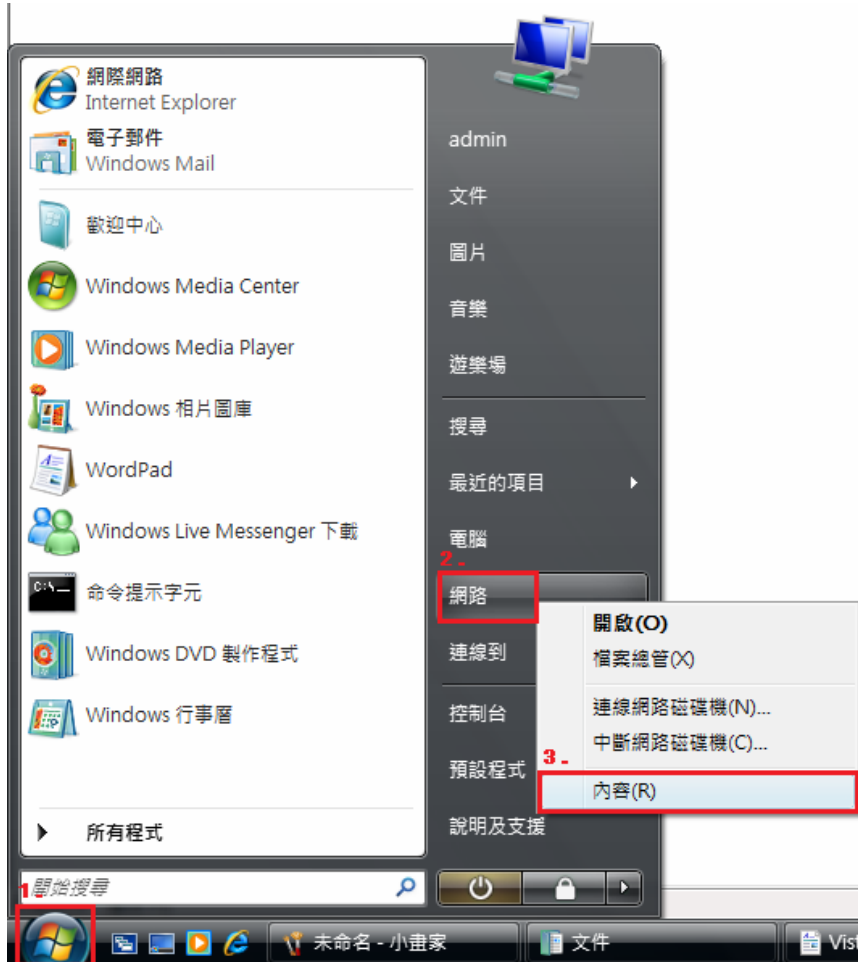 網際網路
Internet Explorer
電子郵件
Windows Mail
歡迎中心
Windows Media Center
Windows Media Player
Windows 相片圖庫
WordPad
Windows Live Messenger 下載
C:\
命令提示字元
Windows DVD 製作程式
Windows 行事曆
所有程式
開始搜尋
admin
文件
圖片
音樂
遊樂場
搜尋
最近的項目
電腦
2.
網路
連線到
控制台
預設程式
說明及支援
開啟(O)
檔案總管(X)
連線網路磁碟機(N)...
中斷網路磁碟機(C)...
3.
內容(R)
1
未命名 - 小畫家
文件
Vist